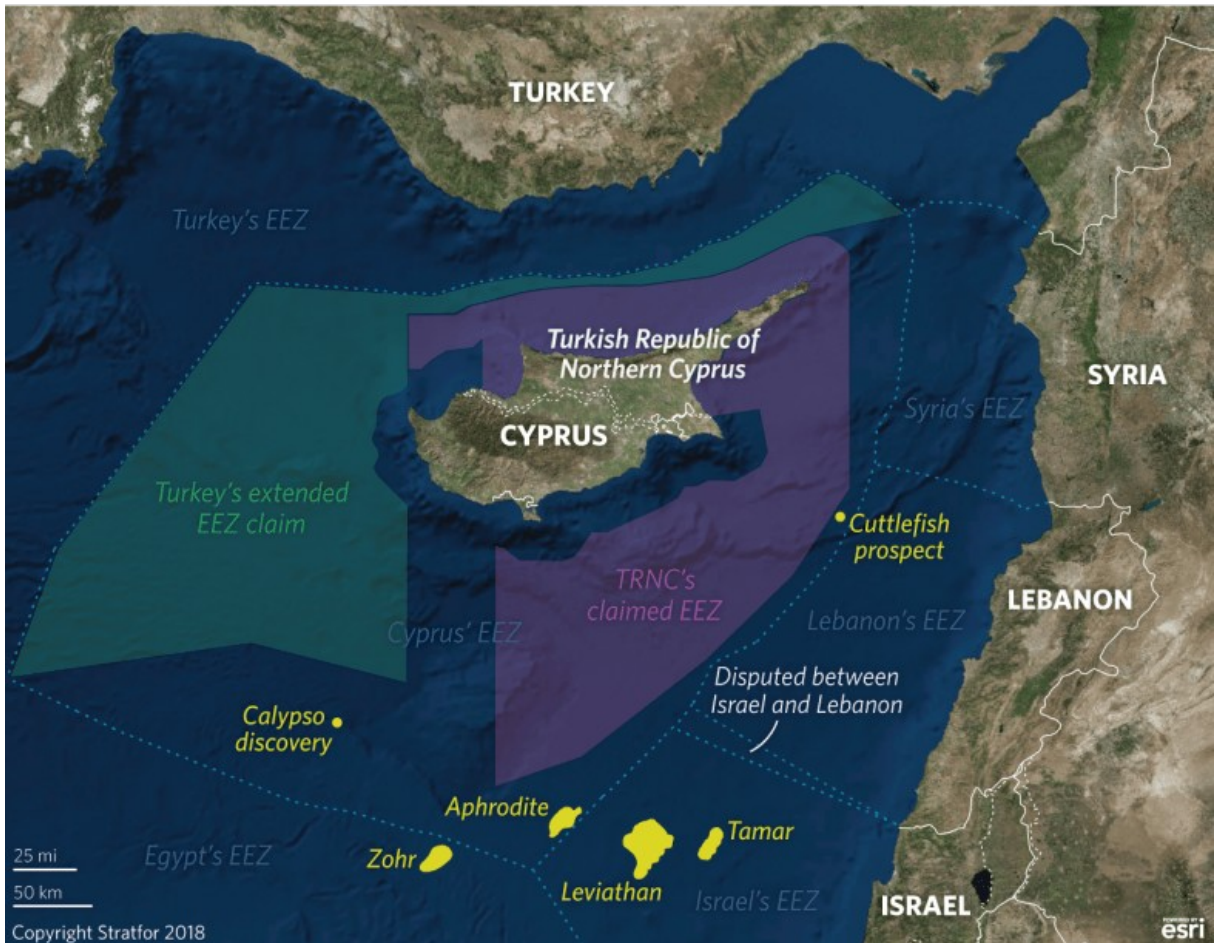 TURKEY
Turkey's EEZ
Turkish Republic of
Northern Cyprus
SYRIA
Syria's EEZ
CYPRUS
Turkey's extended
EEZ claim
Cuttlefish
prospect
TRNC's
claimed EEZ
LEBANON
Cyprus' EEZ
Lebanon's EEZ
Disputed between
Israel and Lebanon
Calypso
discovery
Aphrodite
Tamar
Zohr
Egypt's EEZ
Leviathan
Israel's EEZ
ISRAEL
25 mi
50 km
Copyright Stratfor 2018
POWERED BY
esri